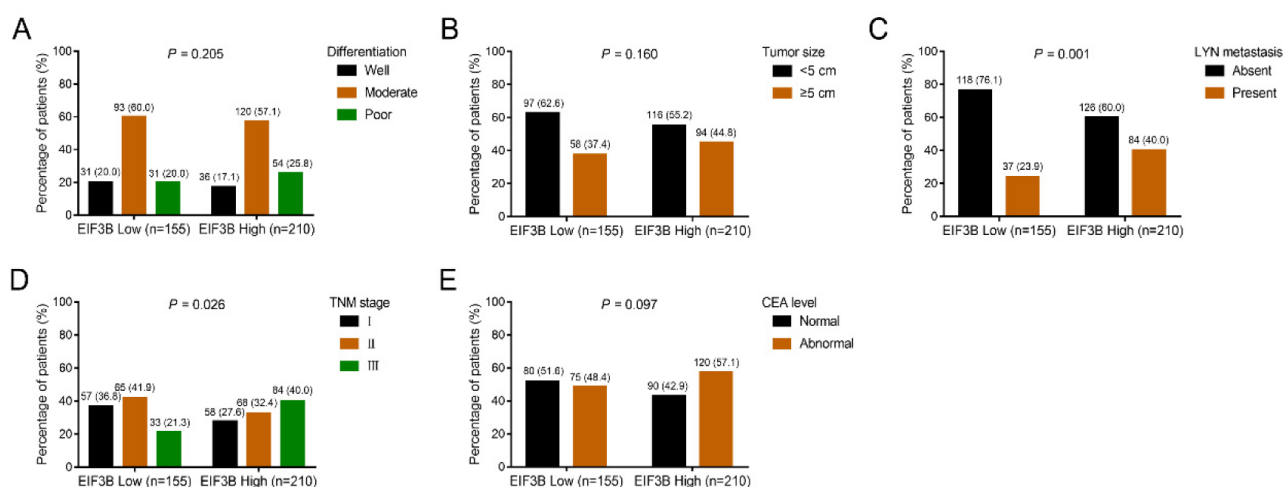 A
Percentage of patients (%)
100
80
60
40
20
0
P = 0.205
Differentiation
Well
Moderate
Poor
31 (20.0)
93 (60.0)
31 (20.0)
36 (17.1)
120 (57.1)
54 (25.8)
EIF3B Low (n=155)
EIF3B High (n=210)
B
Percentage of patients (%)
100
80
60
40
20
0
P = 0.160
Tumor size
<5 cm
≥5 cm
97 (62.6)
58 (37.4)
116 (55.2)
94 (44.8)
EIF3B Low (n=155)
EIF3B High (n=210)
C
Percentage of patients (%)
100
80
60
40
20
0
P = 0.001
LYN metastasis
Absent
Present
118 (76.1)
37 (23.9)
126 (60.0)
84 (40.0)
EIF3B Low (n=155)
EIF3B High (n=210)
D
Percentage of patients (%)
100
80
60
40
20
0
P = 0.026
TNM stage
I
II
III
57 (36.8)
65 (41.9)
33 (21.3)
58 (27.6)
68 (32.4)
84 (40.0)
EIF3B Low (n=155)
EIF3B High (n=210)
E
Percentage of patients (%)
100
80
60
40
20
0
P = 0.097
CEA level
Normal
Abnormal
80 (51.6)
75 (48.4)
90 (42.9)
120 (57.1)
EIF3B Low (n=155)
EIF3B High (n=210)